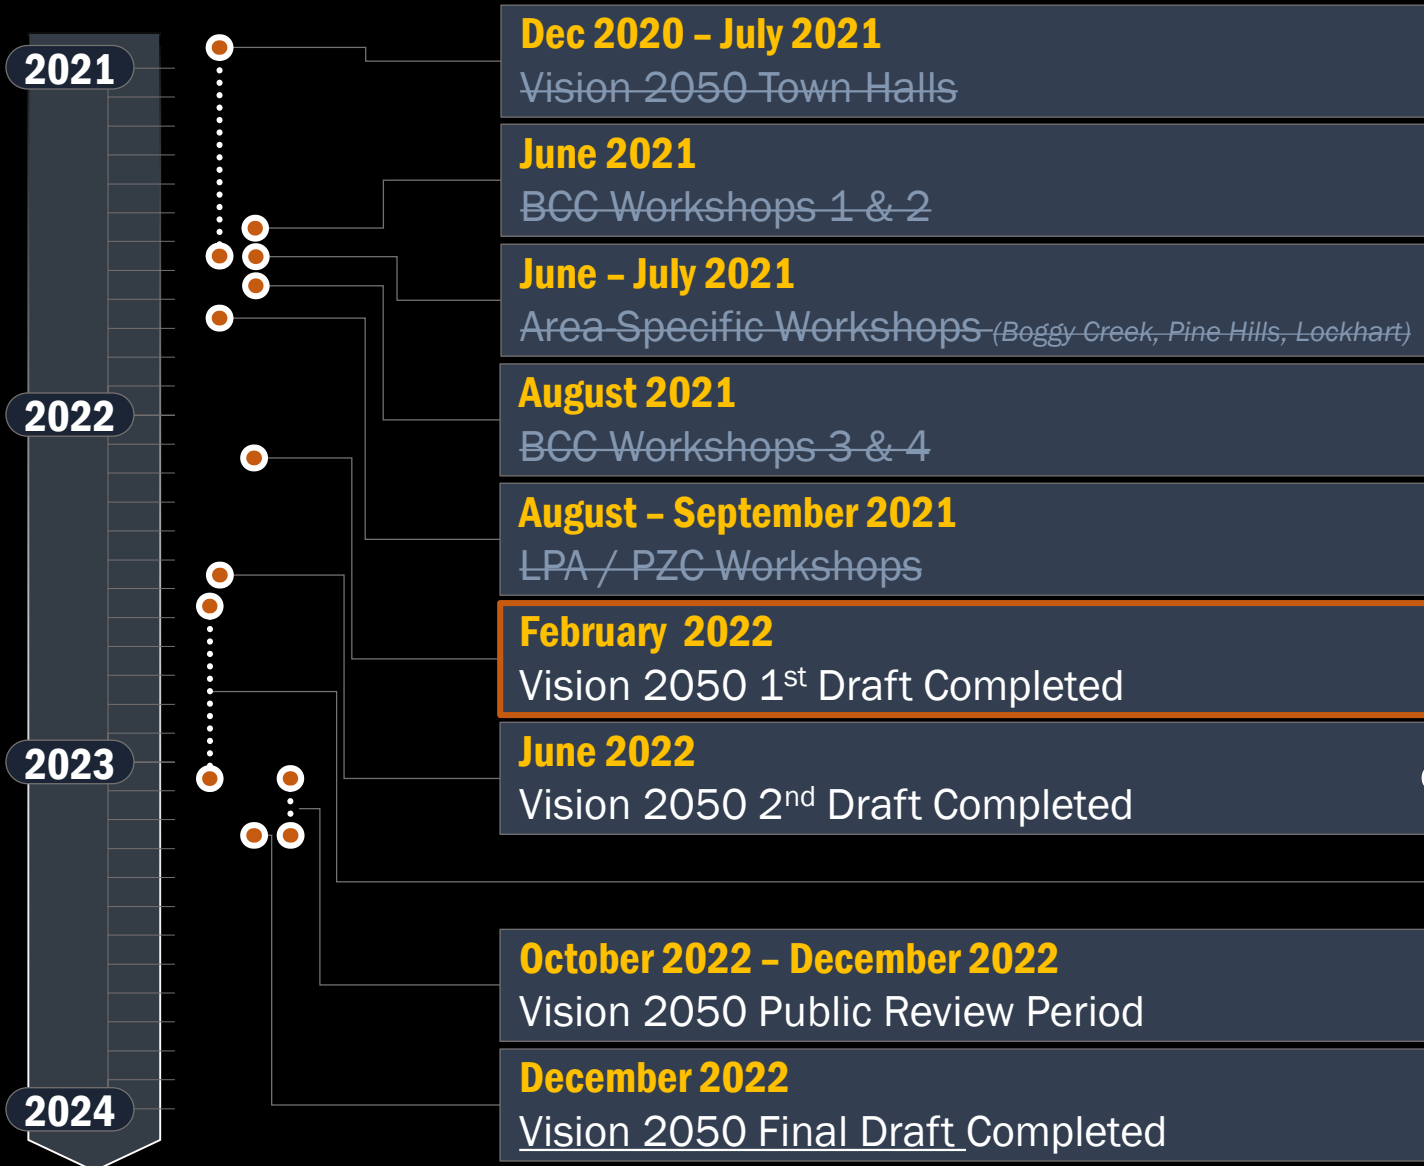 2021
2022
2023
2024
Dec 2020 – July 2021
Vision 2050 Town Halls
June 2021
BCC Workshops 1 & 2
June – July 2021
Area-Specific Workshops (Boggy Creek, Pine Hills, Lockhart)
August 2021
BCC Workshops 3 & 4
August – September 2021
LPA / PZC Workshops
February 2022
Vision 2050 1st Draft Completed
June 2022
Vision 2050 2nd Draft Completed
October 2022 – December 2022
Vision 2050 Public Review Period
December 2022
Vision 2050 Final Draft Completed